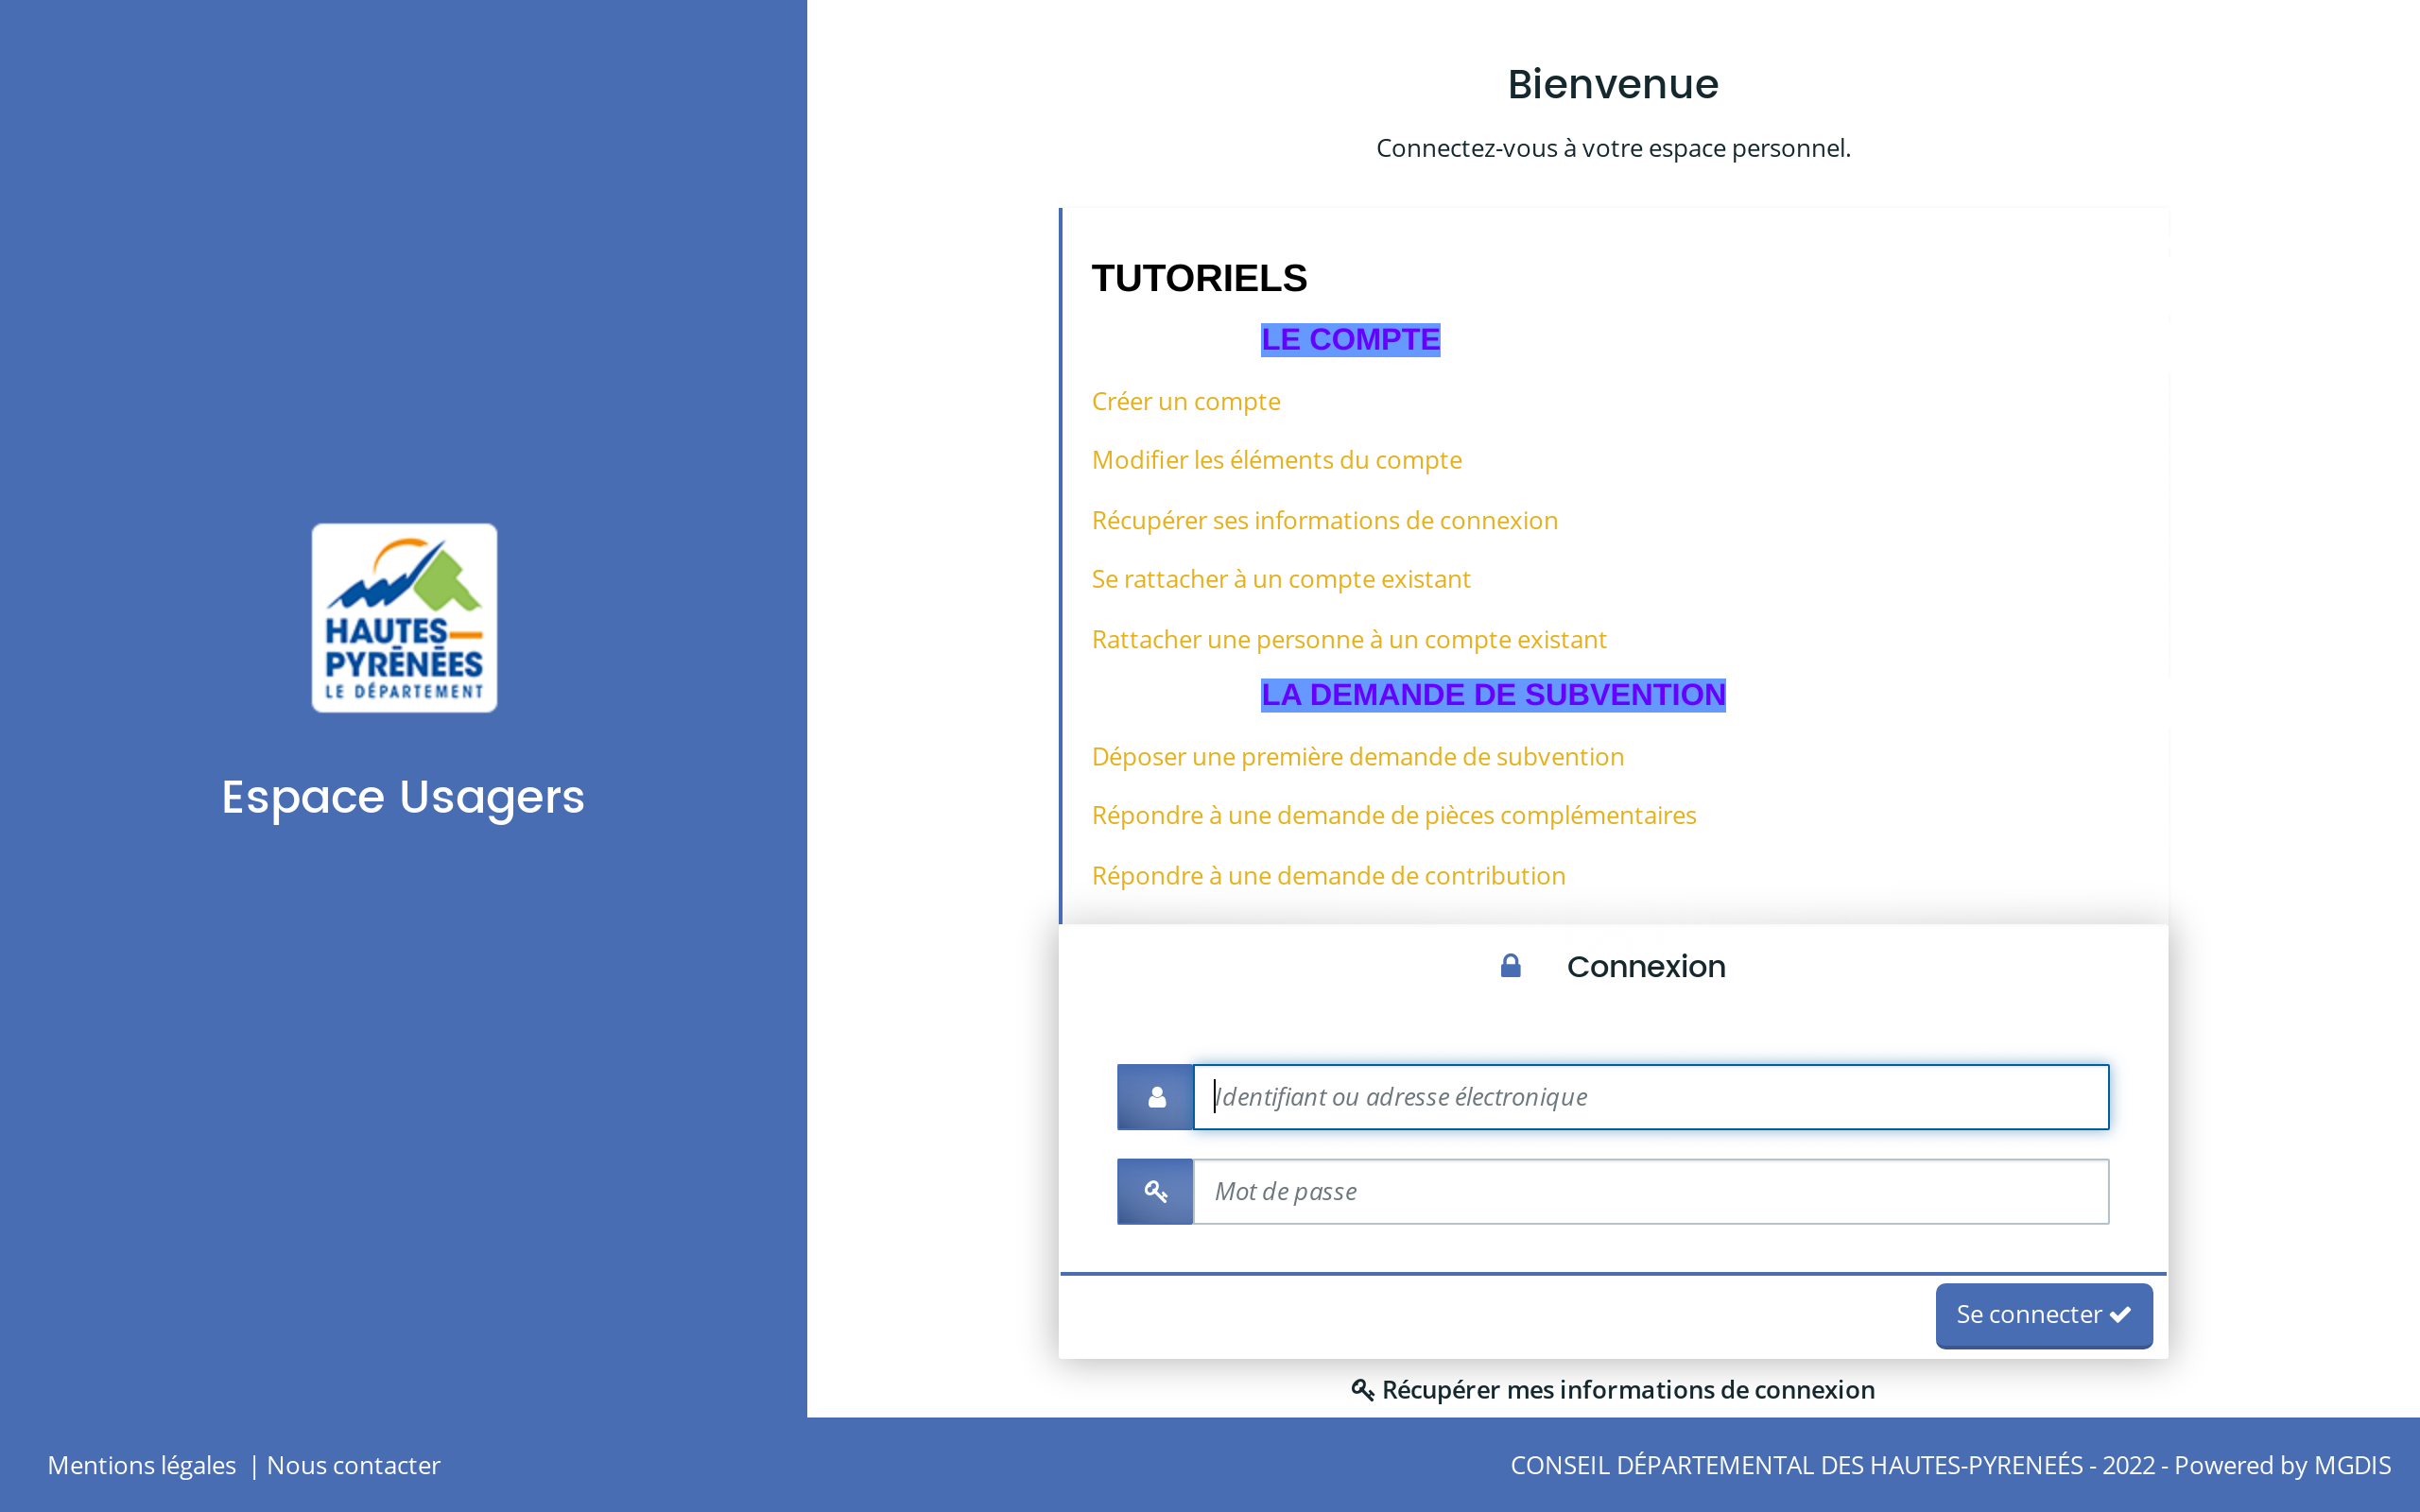 HAUTES
PYRÉNÉES
LE DÉPARTEMENT
Espace Usagers
Bienvenue
Connectez-vous à votre espace personnel.
TUTORIELS
LE COMPTE
Créer un compte
Modifier les éléments du compte
Récupérer ses informations de connexion
Se rattacher à un compte existant
Rattacher une personne à un compte existant
LA DEMANDE DE SUBVENTION
Déposer une première demande de subvention
Répondre à une demande de pièces complémentaires
Répondre à une demande de contribution
Connexion
Identifiant ou adresse électronique
Mot de passe
Se connecter
Récupérer mes informations de connexion
Mentions légales | Nous contacter
CONSEIL DÉPARTEMENTAL DES HAUTES-PYRENEÉS - 2022 - Powered by MGDIS